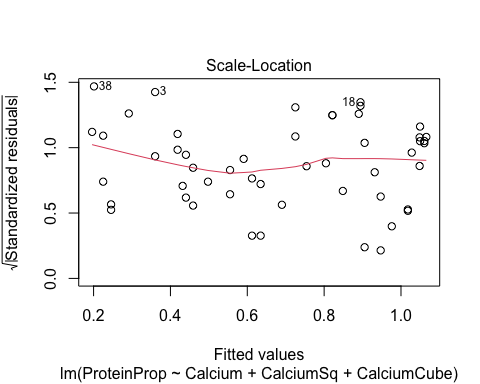 Scale-Location
√|Standardized residuals|
1.5
1.0
0.5
0.0
38
3
18
0.2 0.4 0.6 0.8 1.0
Fitted values
lm(ProteinProp ~ Calcium + CalciumSq + CalciumCube)